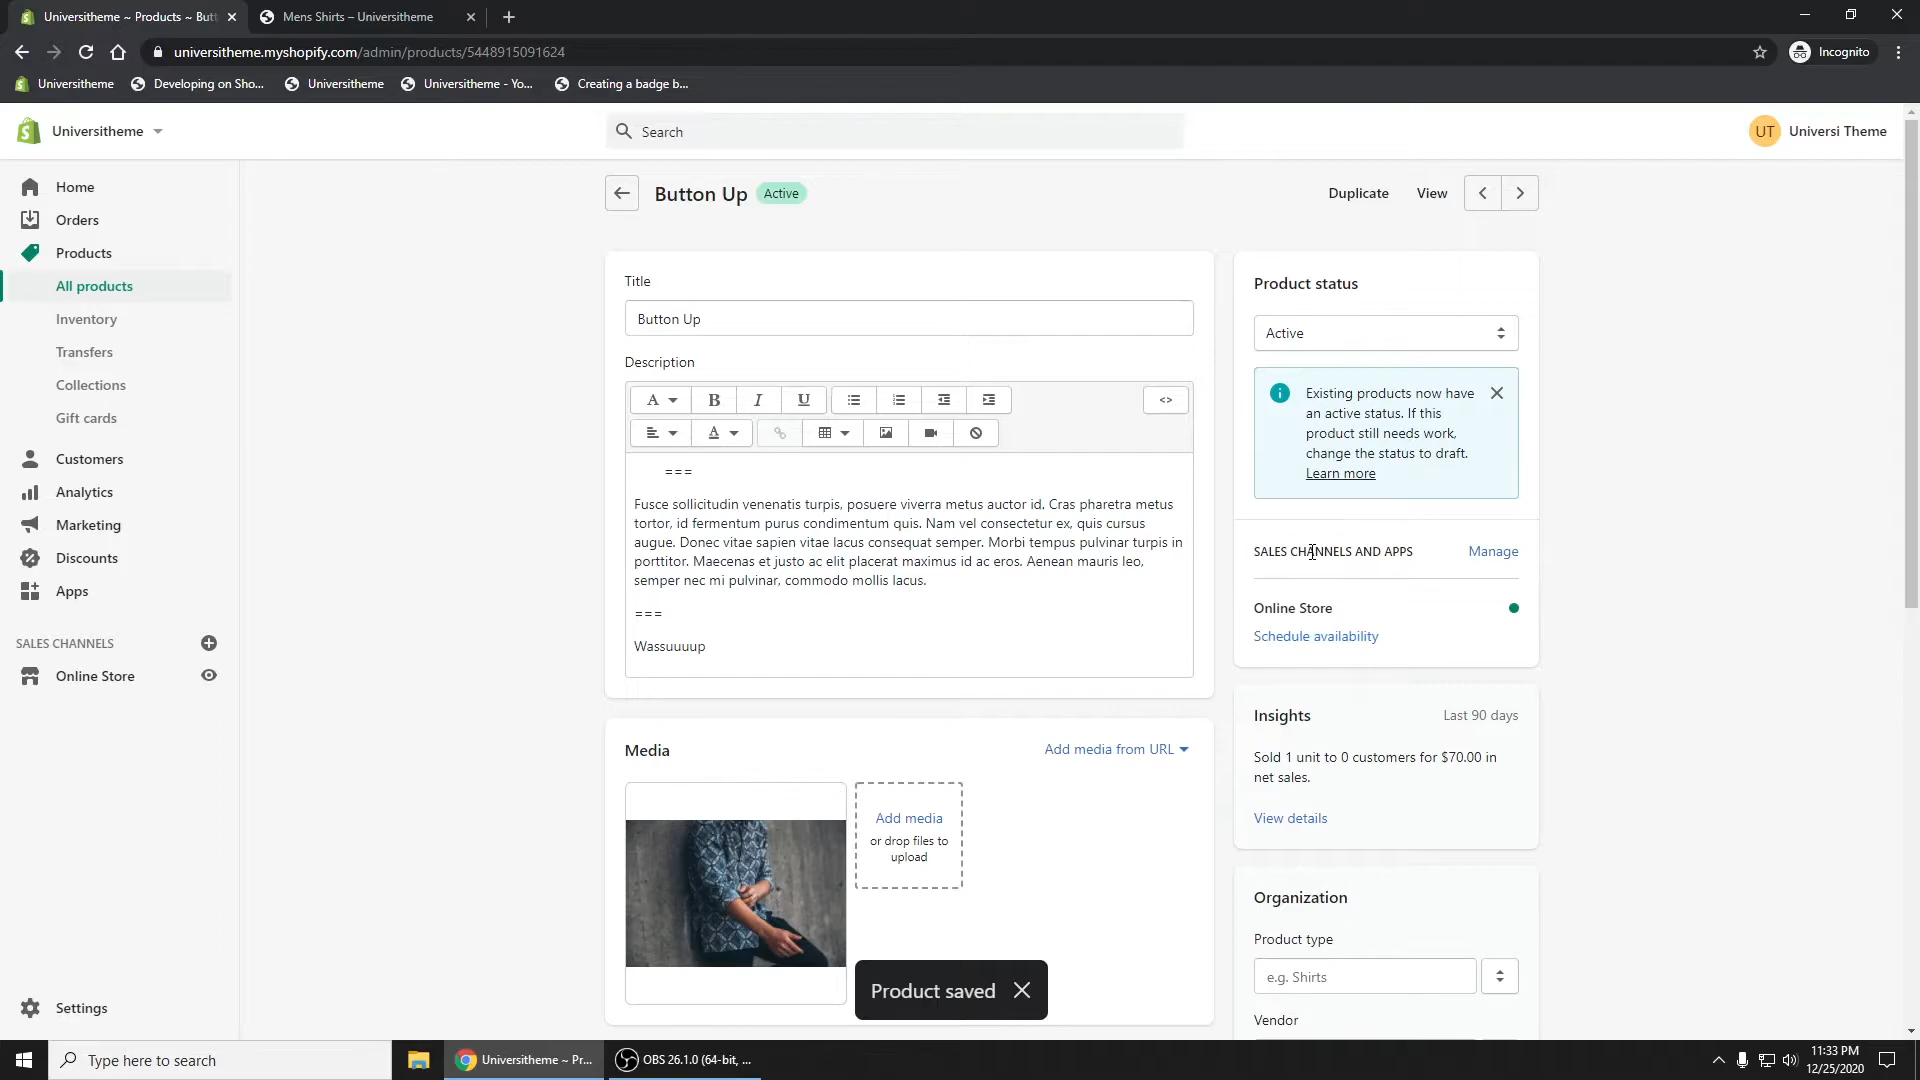 Universitheme ~ Products ~ But
Mens Shirts – Universitheme
universitheme.myshopify.com/admin/products/5448915091624
Incognito
Universitheme
Developing on Sho...
Universitheme
Universitheme - Yo...
Creating a badge b...
Universitheme
Search
UT
Universi Theme
Home
Orders
Products
All products
Inventory
Transfers
Collections
Gift cards
Customers
Analytics
Marketing
Discounts
Apps
SALES CHANNELS
Online Store
Settings
Button Up
Active
Duplicate
View
Title
Button Up
Description
A
B
I
U
<>
A
===
Fusce sollicitudin venenatis turpis, posuere viverra metus auctor id. Cras pharetra metus
tortor, id fermentum purus condimentum quis. Nam vel consectetur ex, quis cursus
augue. Donec vitae sapien vitae lacus consequat semper. Morbi tempus pulvinar turpis in
porttitor. Maecenas et justo ac elit placerat maximus id ac eros. Aenean mauris leo,
semper nec mi pulvinar, commodo mollis lacus.
===
Wassuuuup
Media
Add media from URL
Add media
or drop files to
upload
Product saved
Product status
Active
Existing products now have
an active status. If this
product still needs work,
change the status to draft.
Learn more
SALES CHANNELS AND APPS
Manage
Online Store
Schedule availability
Insights
Last 90 days
Sold 1 unit to 0 customers for $70.00 in
net sales.
View details
Organization
Product type
e.g. Shirts
Vendor
Type here to search
Universitheme ~ Pr...
OBS 26.1.0 (64-bit, ...
11:33 PM
12/25/2020